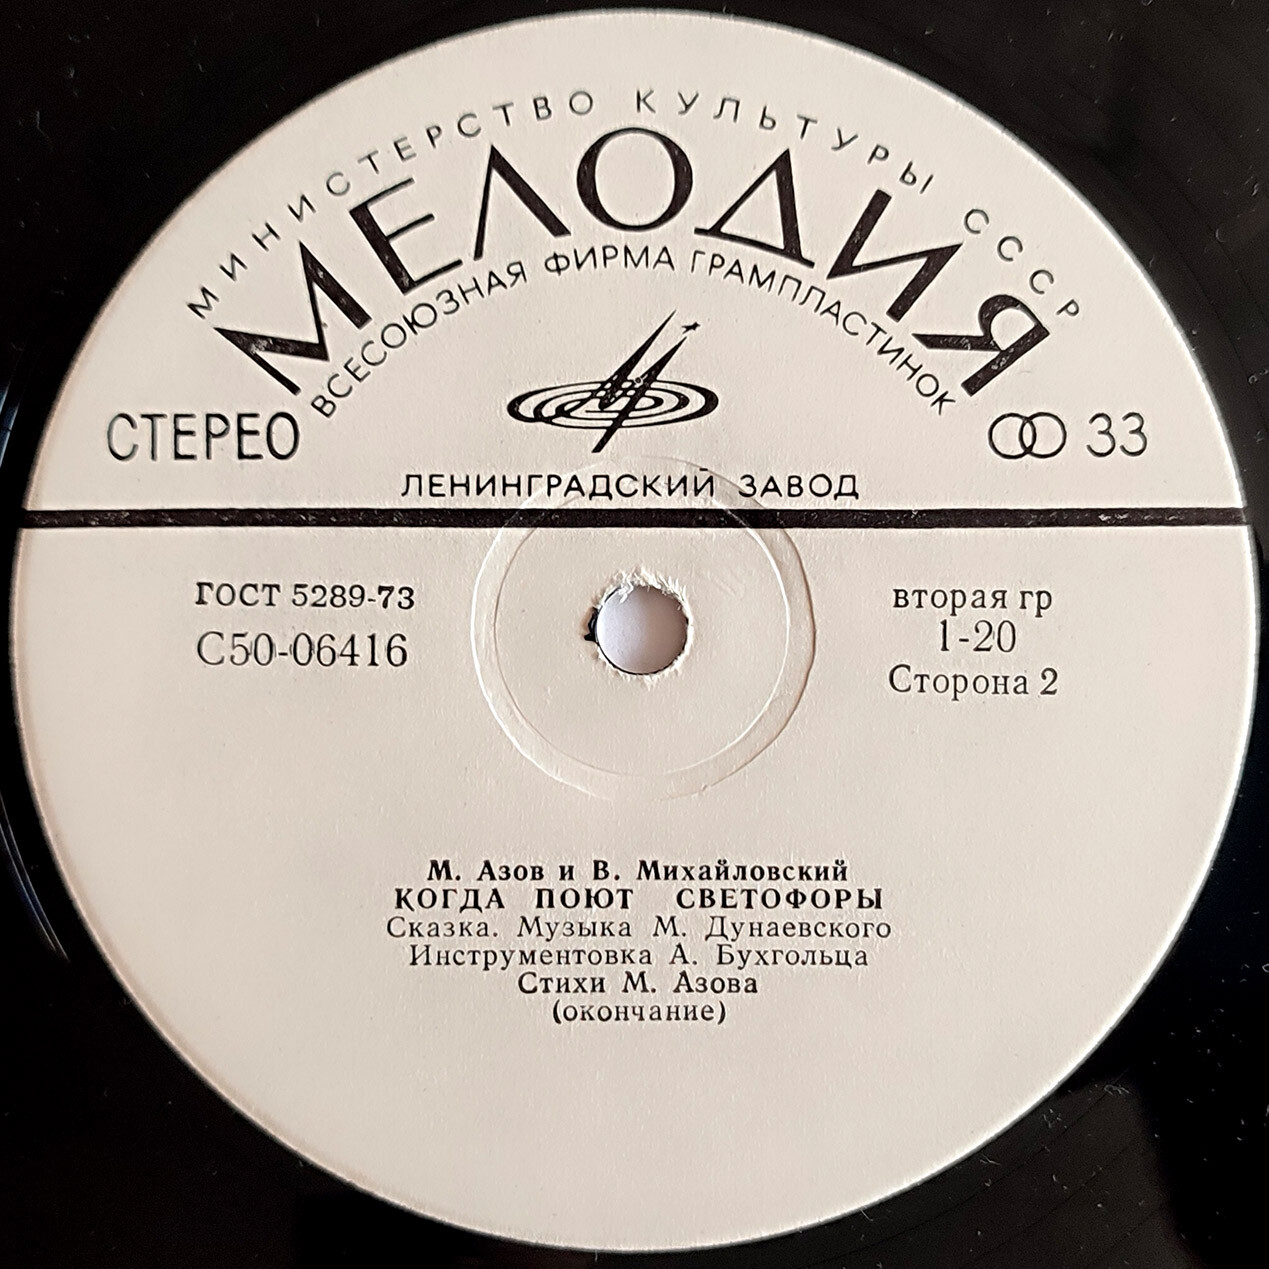 МИНИСТЕРСТВО КУЛЬТУРЫ СССР
МЕЛОДИЯ
ВСЕСОЮЗНАЯ ФИРМА ГРАМПЛАСТИНОК
СТЕРЕО
33
ЛЕНИНГРАДСКИЙ ЗАВОД
ГОСТ 5289-73
С50-06416
вторая гр
1-20
Сторона 2
М. Азов и В. Михайловский
КОГДА ПОЮТ СВЕТОФОРЫ
Сказка. Музыка М. Дунаевского
Инструментовка А. Бухгольца
Стихи М. Азова
(окончание)